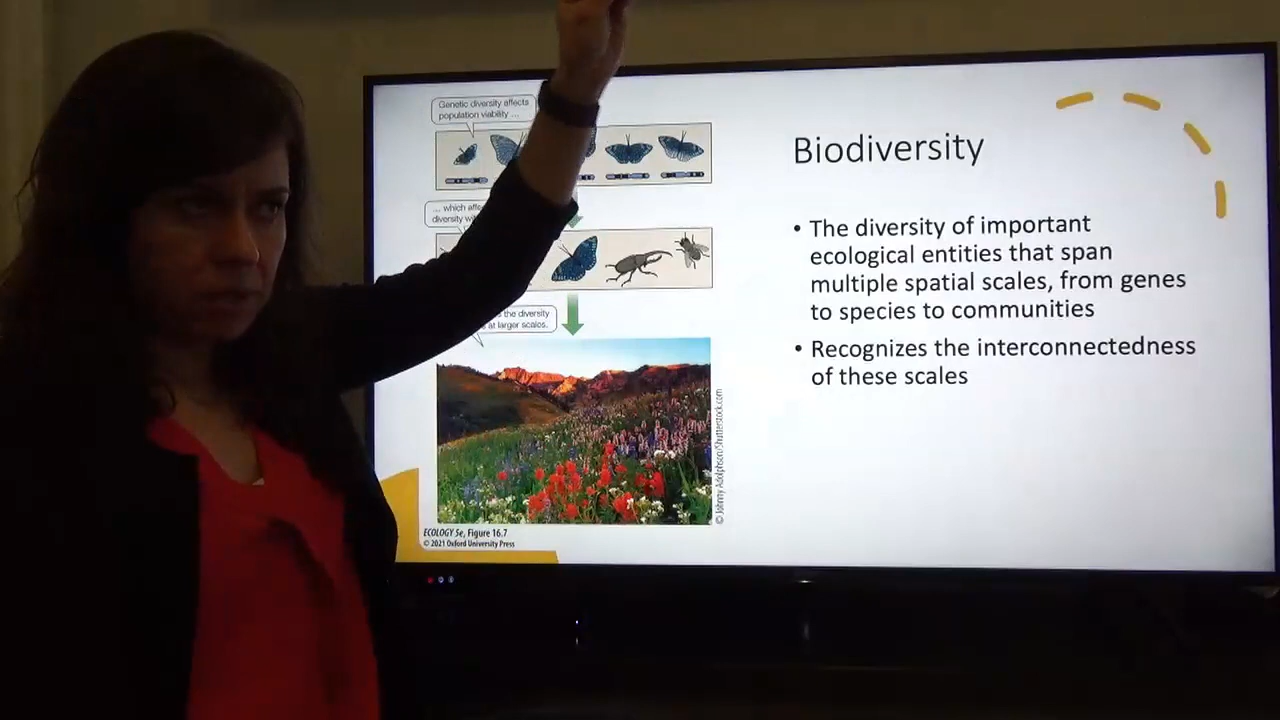 Genetic diversity affects
population viability ...
... which affe
diversity wi
s the diversity
at larger scales.
© Johnny Adolphson/Shutterstock.com
ECOLOGY 5e, Figure 16.7
© 2021 Oxford University Press
Biodiversity
• The diversity of important
ecological entities that span
multiple spatial scales, from genes
to species to communities
• Recognizes the interconnectedness
of these scales